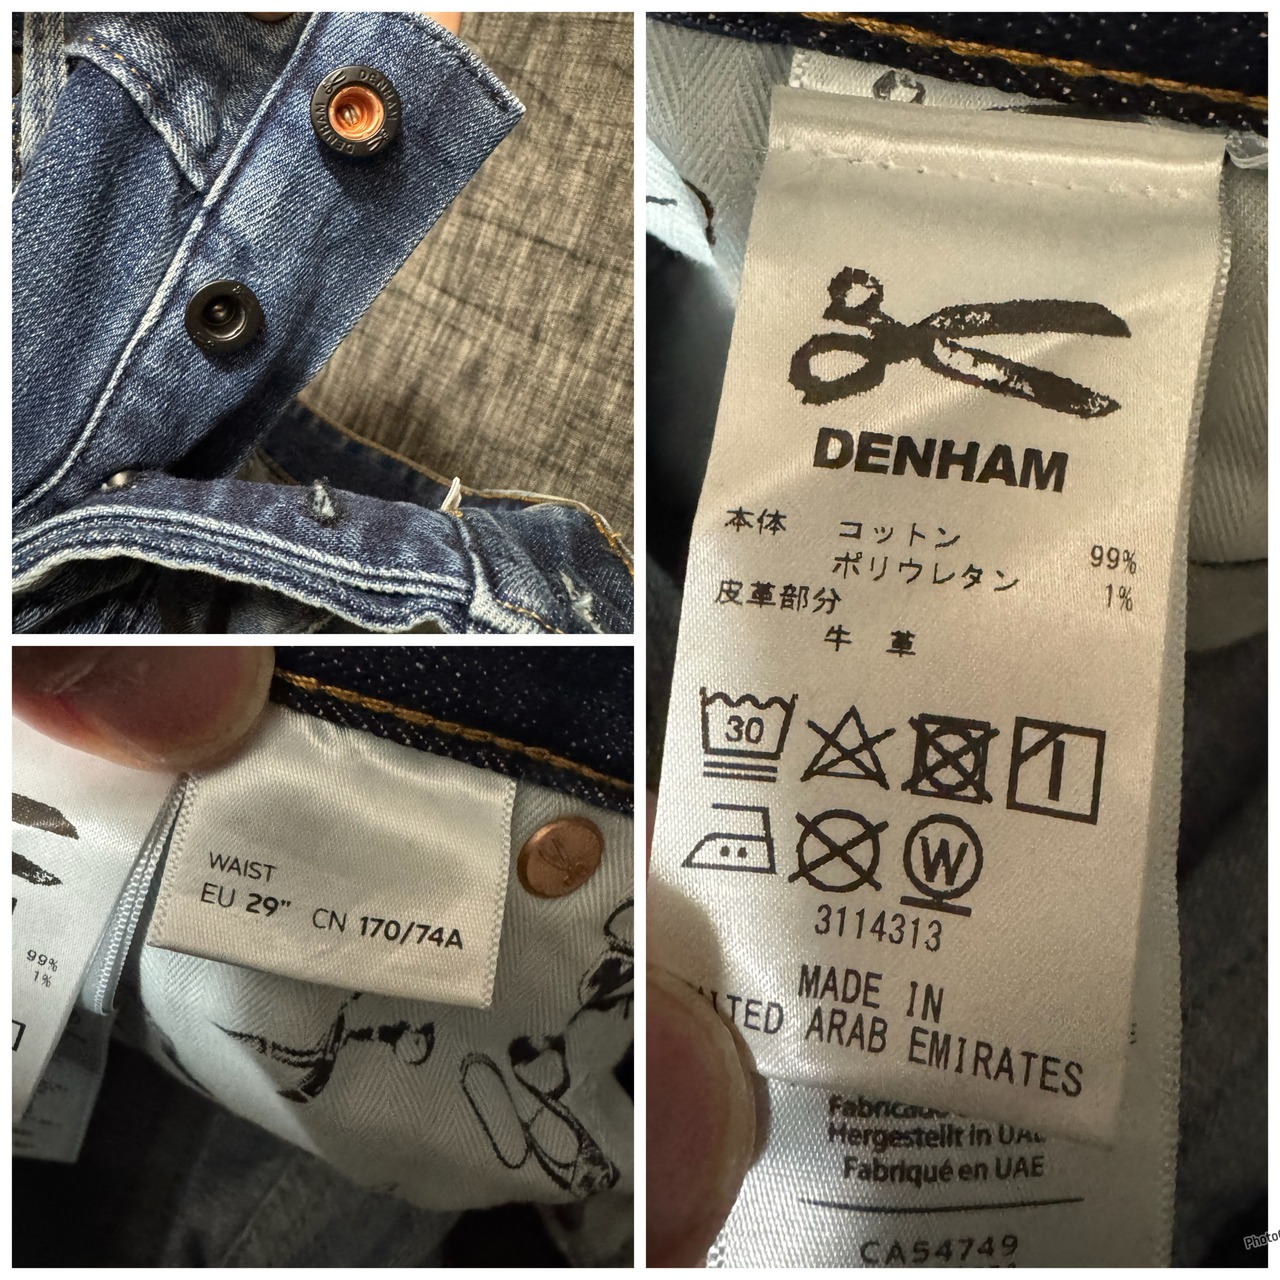 DENHAM
DENHAM
WAIST
EU 29" CN 170/74A
99%
1%
DENHAM
本体 コットン 99%
ポリウレタン 1%
皮革部分
牛 革
30
W
3114313
MADE IN
ARAB EMIRATES
Hergestellt in
Fabriqué en UAE
CA54749